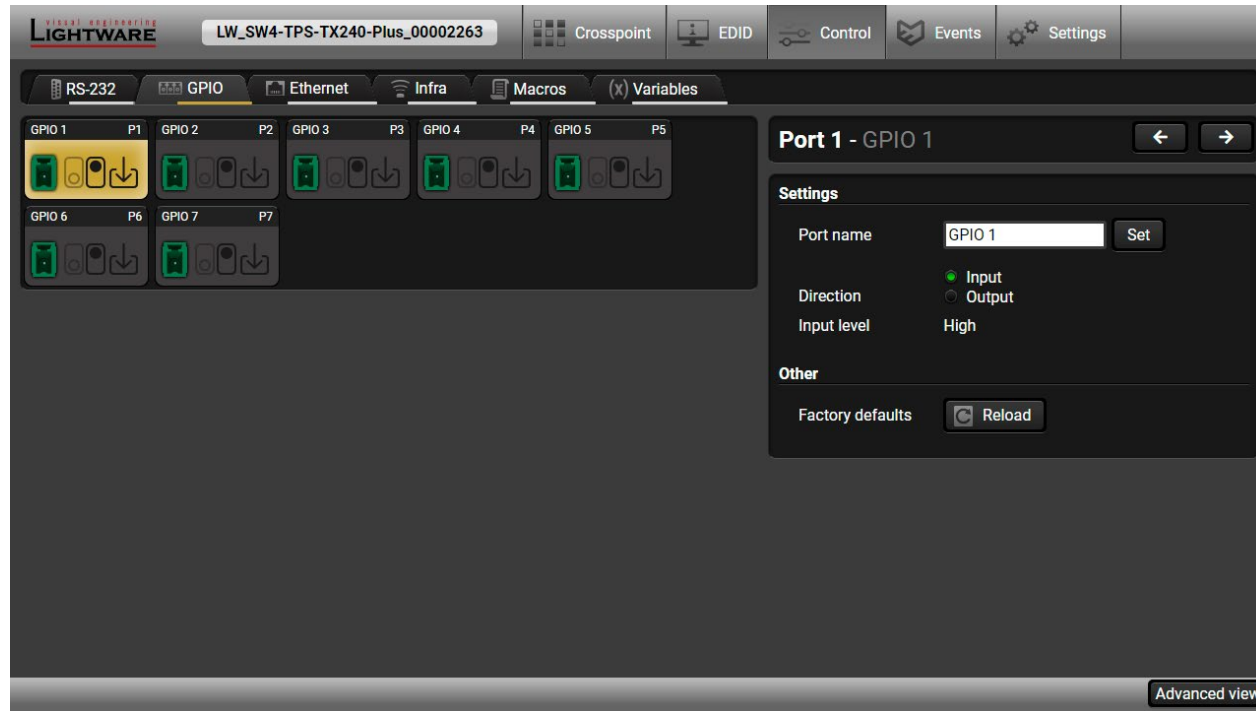 visual engineering
LIGHTWARE
LW_SW4-TPS-TX240-Plus_00002263
Crosspoint
EDID
Control
Events
Settings
RS-232
GPIO
Ethernet
Infra
Macros
(x) Variables
GPIO 1 P1
GPIO 2 P2
GPIO 3 P3
GPIO 4 P4
GPIO 5 P5
GPIO 6 P6
GPIO 7 P7
Port 1 - GPIO 1
Settings
Port name GPIO 1 Set
Input
Direction Output
Input level High
Other
Factory defaults Reload
Advanced view